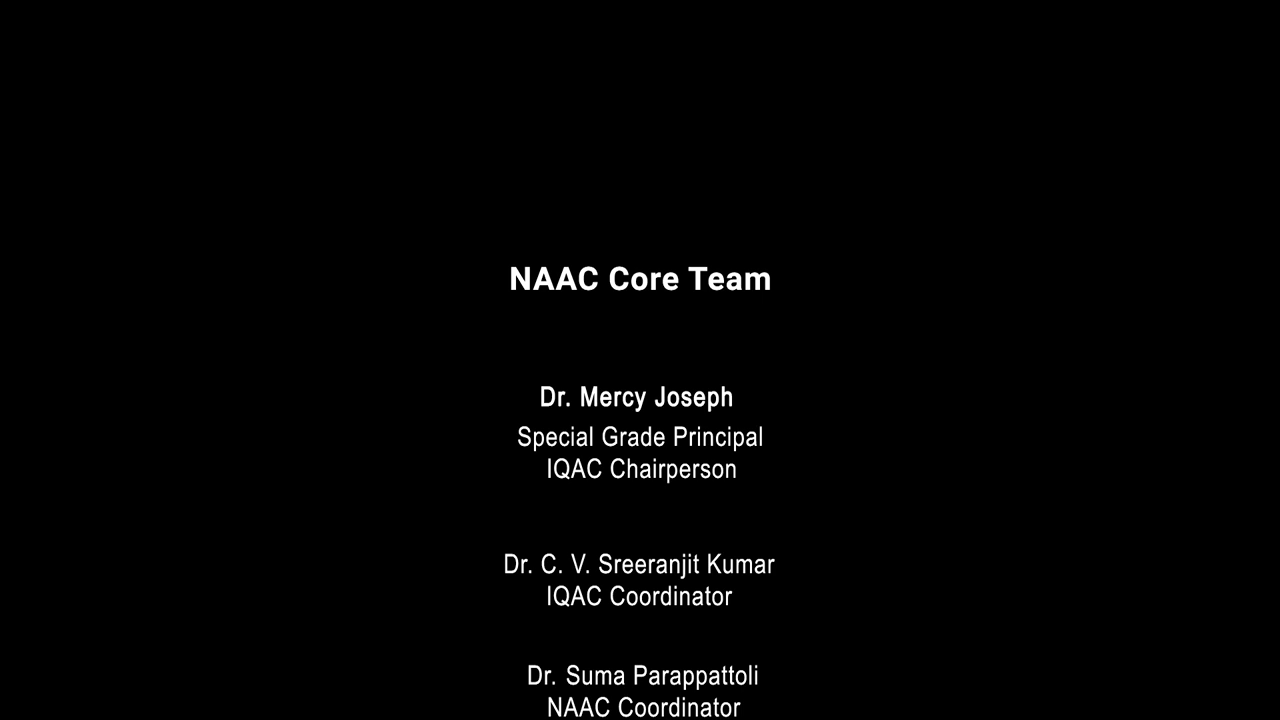 NAAC Core Team
Dr. Mercy Joseph
Special Grade Principal
IQAC Chairperson
Dr. C. V. Sreeranjit Kumar
IQAC Coordinator
Dr. Suma Parappattoli
NAAC Coordinator